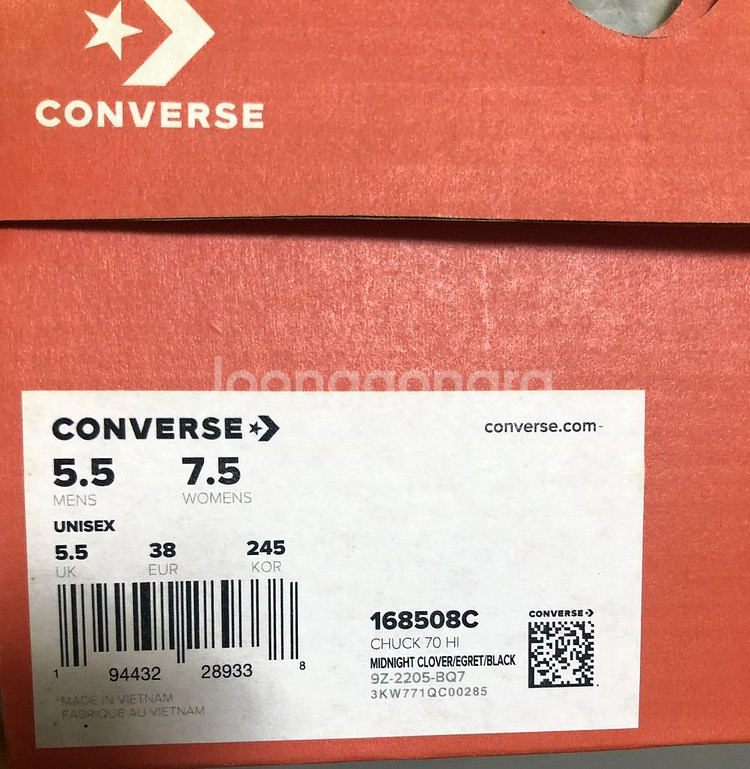 CONVERSE
Joonggonara
CONVERSE
converse.com
5.5 7.5
MENS WOMENS
UNISEX
5.5 38 245
UK EUR KOR
1 94432 28933 8
MADE IN VIETNAM
FABRIQUE AU VIETNAM
168508C
CHUCK 70 HI
MIDNIGHT CLOVER/EGRET/BLACK
9Z-2205-BQ7
3KW771QC00285
CONVERSE